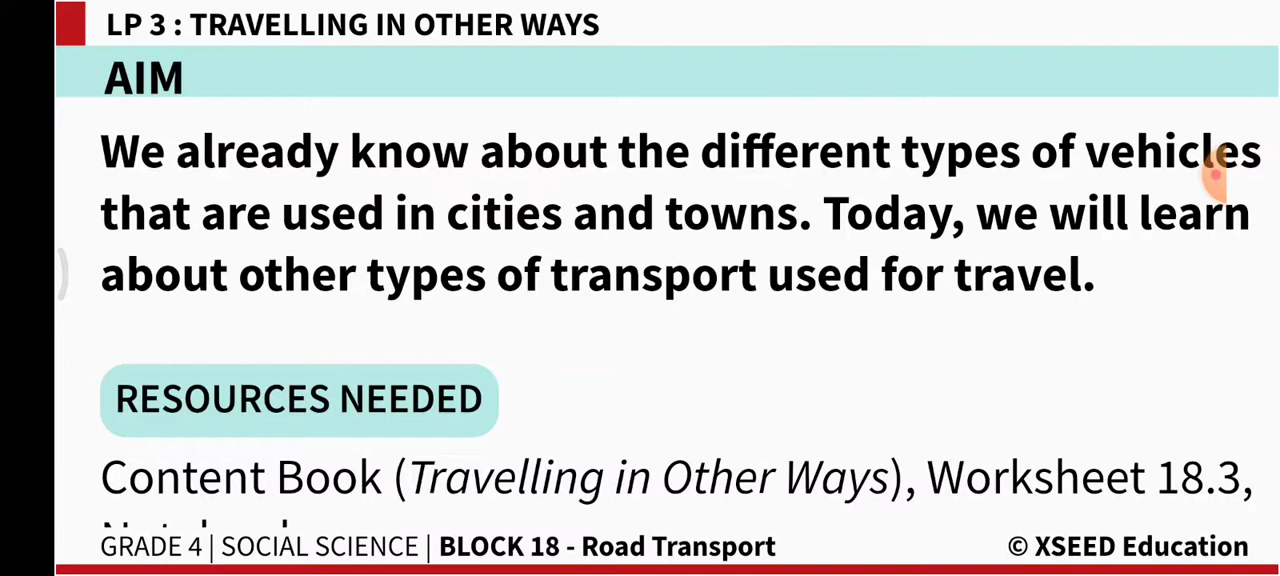 LP 3 : TRAVELLING IN OTHER WAYS
AIM
We already know about the different types of vehicles
that are used in cities and towns. Today, we will learn
about other types of transport used for travel.
RESOURCES NEEDED
Content Book (Travelling in Other Ways), Worksheet 18.3,
GRADE 4 | SOCIAL SCIENCE | BLOCK 18 - Road Transport
© XSEED Education